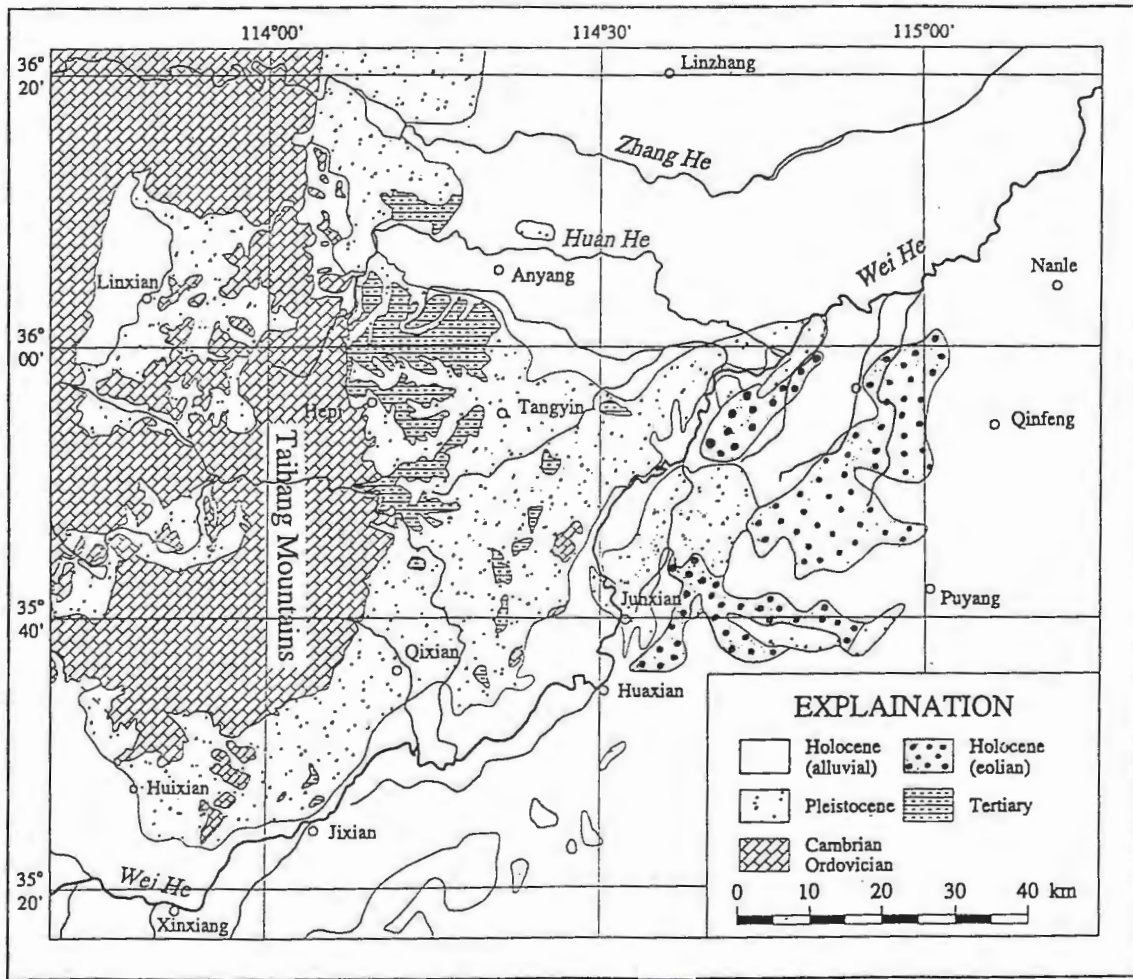 114°00'
114°30'
115°00'
36°
20'
Linzhang
Zhang He
Huan He
Wei He
Linxian
Anyang
Nanle
36°
00'
Hepi
Tangyin
Qinfeng
Taihang Mountains
35°
40'
Junxian
Puyang
Qixian
Huaxian
Huixian
Jixian
Wei He
35°
20'
Xinxiang
EXPLAINATION
Holocene
(alluvial)
Holocene
(eolian)
Pleistocene
Tertiary
Cambrian
Ordovician
0 10 20 30 40 km